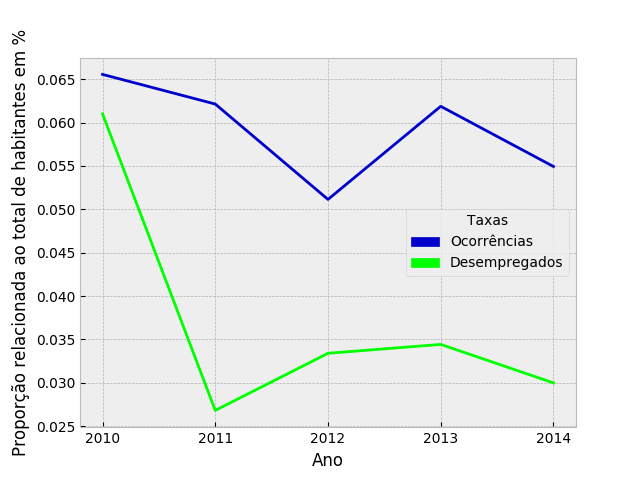 Proporção relacionada ao total de habitantes em %
0.065
0.060
0.055
0.050
0.045
0.040
0.035
0.030
0.025
Taxas
Ocorrências
Desempregados
2010 2011 2012 2013 2014
Ano